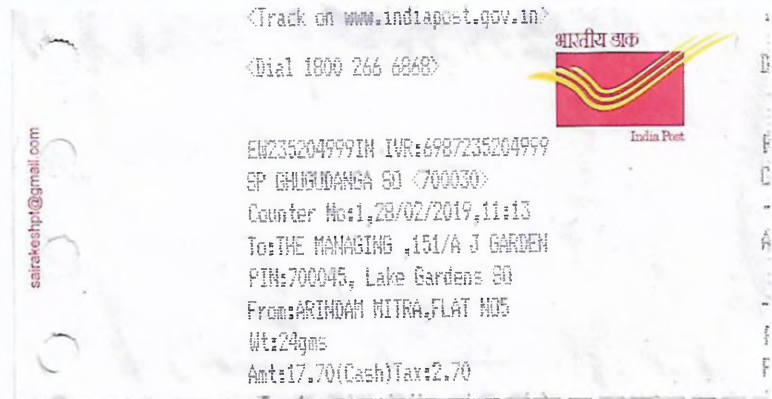 <Track on www.indiapost.gov.in>
भारतीय डाक
<Dial 1800 266 6868>
India Post
EW235204999IN IVR:6987235204999
SP GHUGUDANGA SO <700030>
Counter No:1,28/02/2019,11:13
To:THE MANAGING ,151/A J GARDEN
PIN:700045, Lake Gardens SO
From:ARINDAM MITRA,FLAT NO5
Wt:24gms
Amt:17.70(Cash)Tax:2.70
sairakeshpt@gmail.com